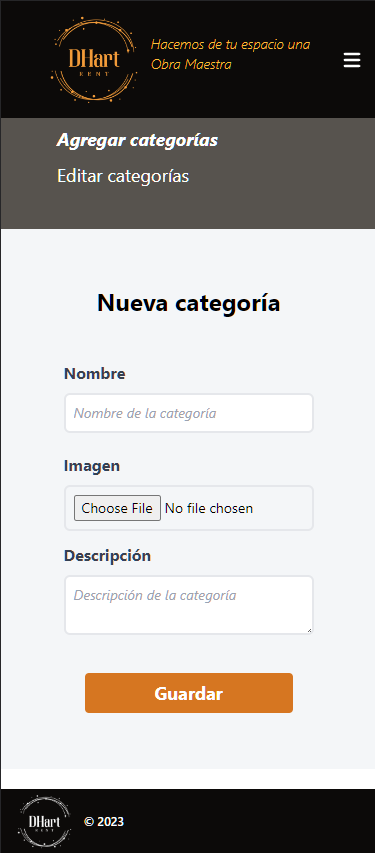 DHart
RENT
Hacemos de tu espacio una
Obra Maestra
Agregar categorías
Editar categorías
Nueva categoría
Nombre
Nombre de la categoría
Imagen
Choose File No file chosen
Descripción
Descripción de la categoría
Guardar
DHart
RENT
© 2023